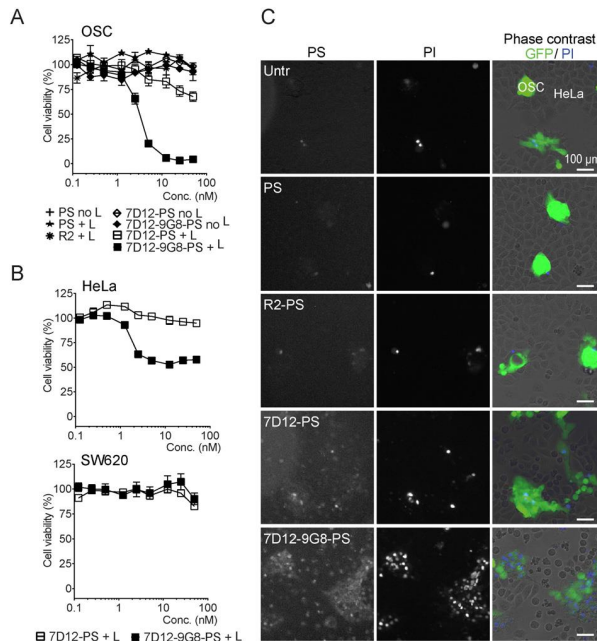 A
OSC
125
100
75
50
25
0
Cell viability (%)
0.1 1 10 100
Conc. (nM)
PS no L
PS + L
R2 + L
7D12-PS no L
7D12-9G8-PS no L
7D12-PS + L
7D12-9G8-PS + L
B
HeLa
125
100
75
50
25
0
Cell viability (%)
0.1 1 10 100
Conc. (nM)
SW620
125
100
75
50
25
0
Cell viability (%)
0.1 1 10 100
Conc. (nM)
7D12-PS + L 7D12-9G8-PS + L
C
PS PI Phase contrast
GFP/ PI
Untr
OSC
HeLa
100 µm
PS
R2-PS
7D12-PS
7D12-9G8-PS